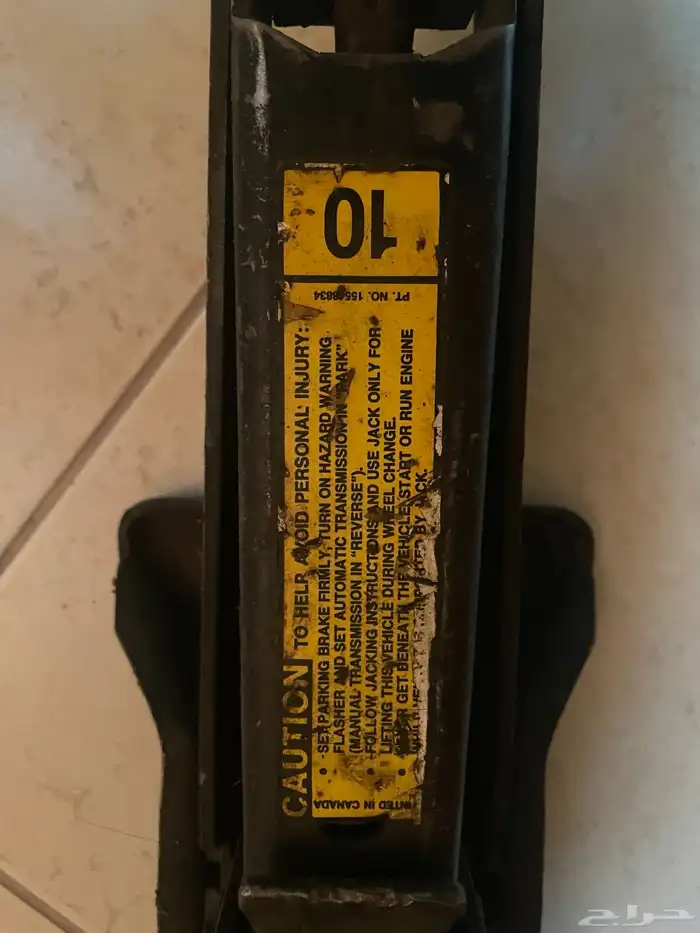 10
PT. NO.
CAUTION TO HELP AVOID PERSONAL INJURY:
• SET PARKING BRAKE FIRMLY, TURN ON HAZARD WARNING
FLASHER AND SET AUTOMATIC TRANSMISSION IN "PARK"
(MANUAL TRANSMISSION IN "REVERSE").
• FOLLOW JACKING INSTRUCTIONS AND USE JACK ONLY FOR
LIFTING THIS VEHICLE DURING WHEEL CHANGE.
• GET BENEATH THE VEHICLE, START OR RUN ENGINE
BY JACK.
IN CANADA
حراج